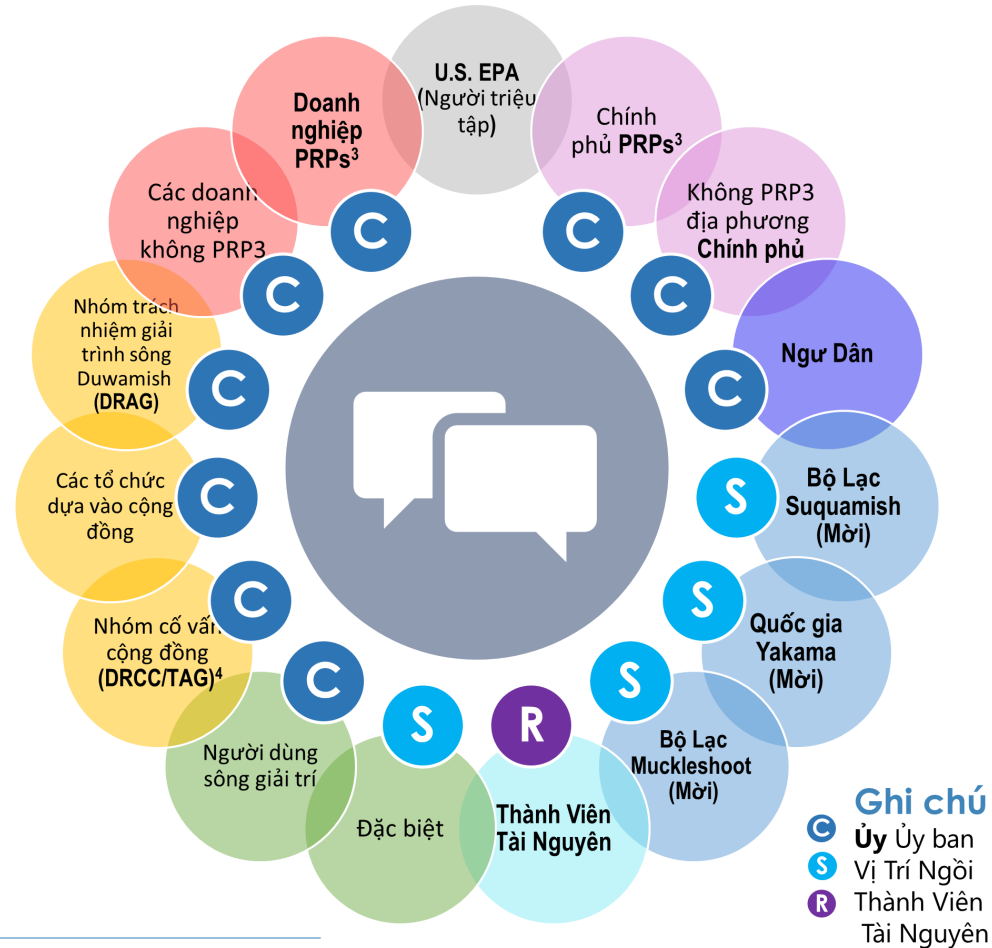 U.S. EPA
(Người triệu
tập)
Chính
phủ PRPs³
C
Không PRP3
địa phương
Chính phủ
C
Ngư Dân
C
Bộ Lạc
Suquamish
(Mời)
S
Quốc gia
Yakama
(Mời)
S
Bộ Lạc
Muckleshoot
(Mời)
S
Thành Viên
Tài Nguyên
R
Đặc biệt
S
Người dùng
sông giải trí
C
Nhóm cố vấn
cộng đồng
(DRCC/TAG)⁴
C
Các tổ chức
dựa vào cộng
đồng
C
Nhóm trách
nhiệm giải
trình sông
Duwamish
(DRAG)
C
Các doanh
nghiệp
không PRP3
C
Doanh
nghiệp
PRPs³
C
Ghi chú
C Ủy Ủy ban
S Vị Trí Ngồi
R Thành Viên
Tài Nguyên